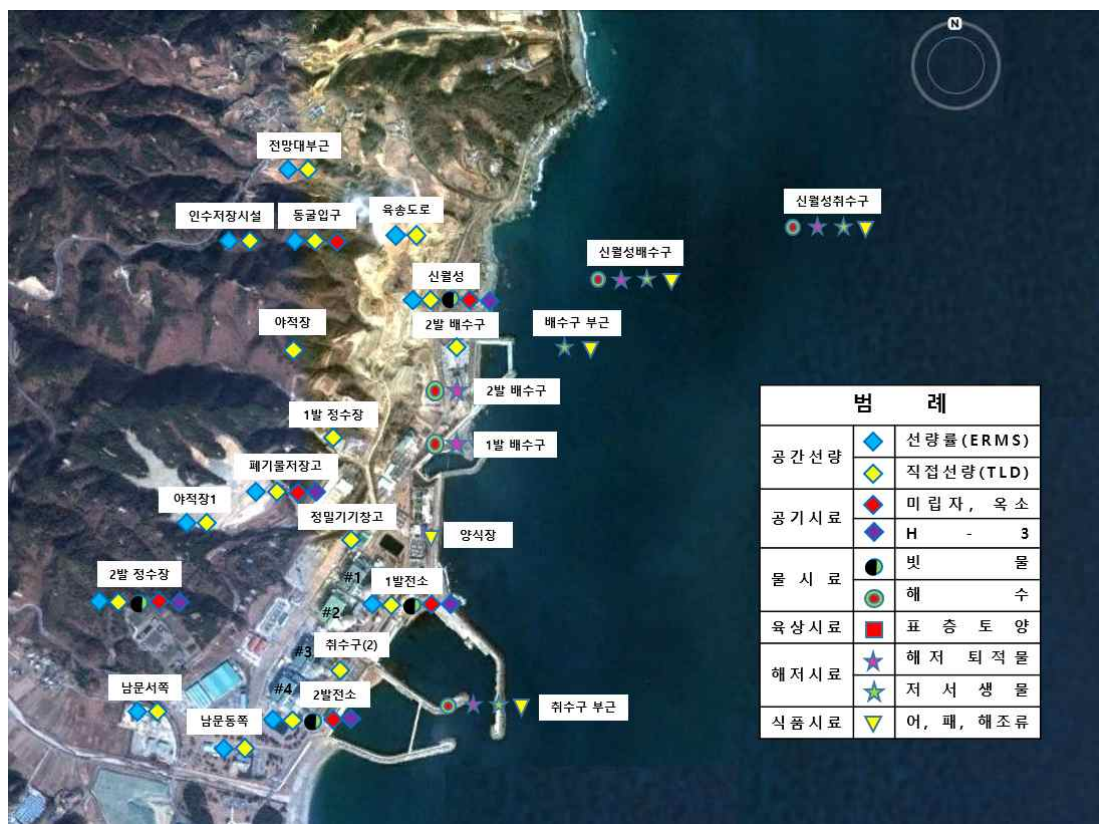 N
전망대부근
인수저장시설
동굴입구
육송도로
신월성취수구
신월성배수구
신월성
야적장
2발 배수구
배수구 부근
2발 배수구
1발 정수장
1발 배수구
폐기물저장고
야적장1
정밀기기창고
양식장
2발 정수장
#1
1발전소
#2
#3
취수구(2)
#4
남문서쪽
남문동쪽
2발전소
취수구 부근
범 례
공간선량
선량률(ERMS)
직접선량(TLD)
공기시료
미립자, 옥소
H - 3
물 시료
빗 물
해 수
육상시료
표 층 토 양
해저시료
해 저 퇴 적 물
저 서 생 물
식품시료
어, 패, 해조류